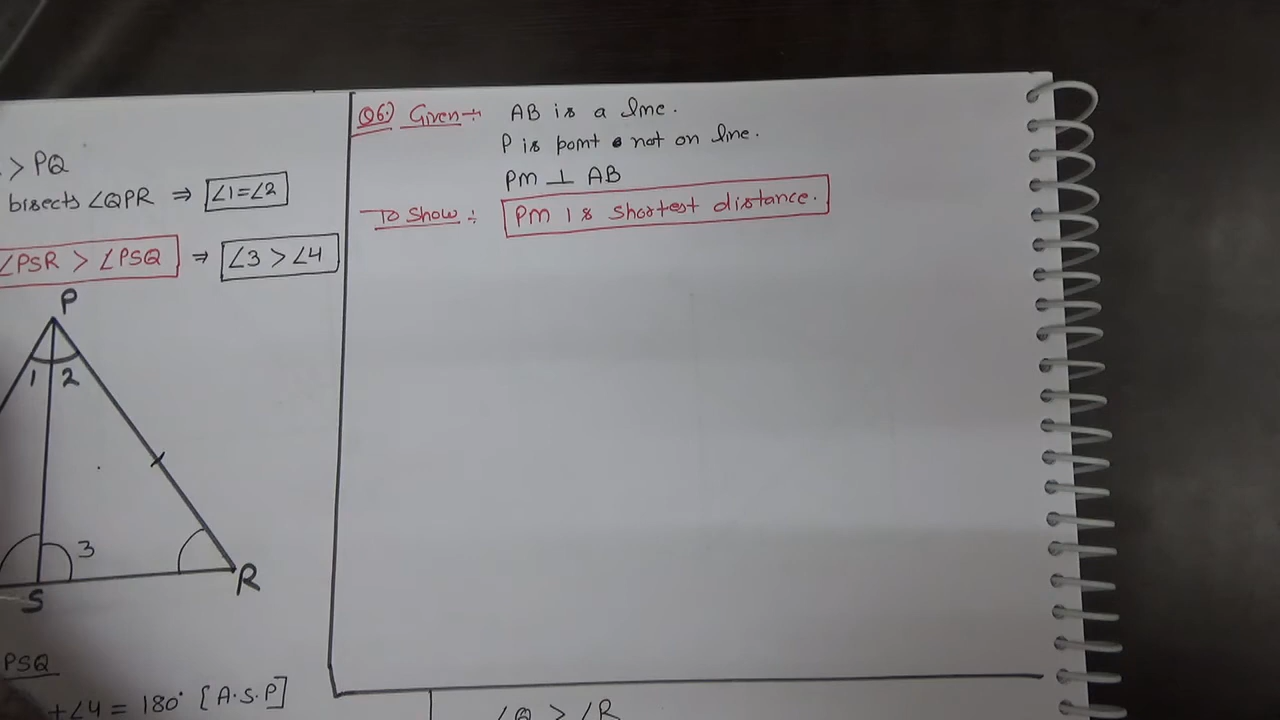 > PQ
bisects ∠QPR ⇒ ∠1=∠2
∠PSR > ∠PSQ ⇒ ∠3 > ∠4
P
1 2
3
S
R
PSQ
+∠4 = 180° [A.S.P]
Q6.) Given :- AB is a line.
P is point not on line.
PM ⊥ AB
To Show :- PM is shortest distance.
∠Q > ∠R